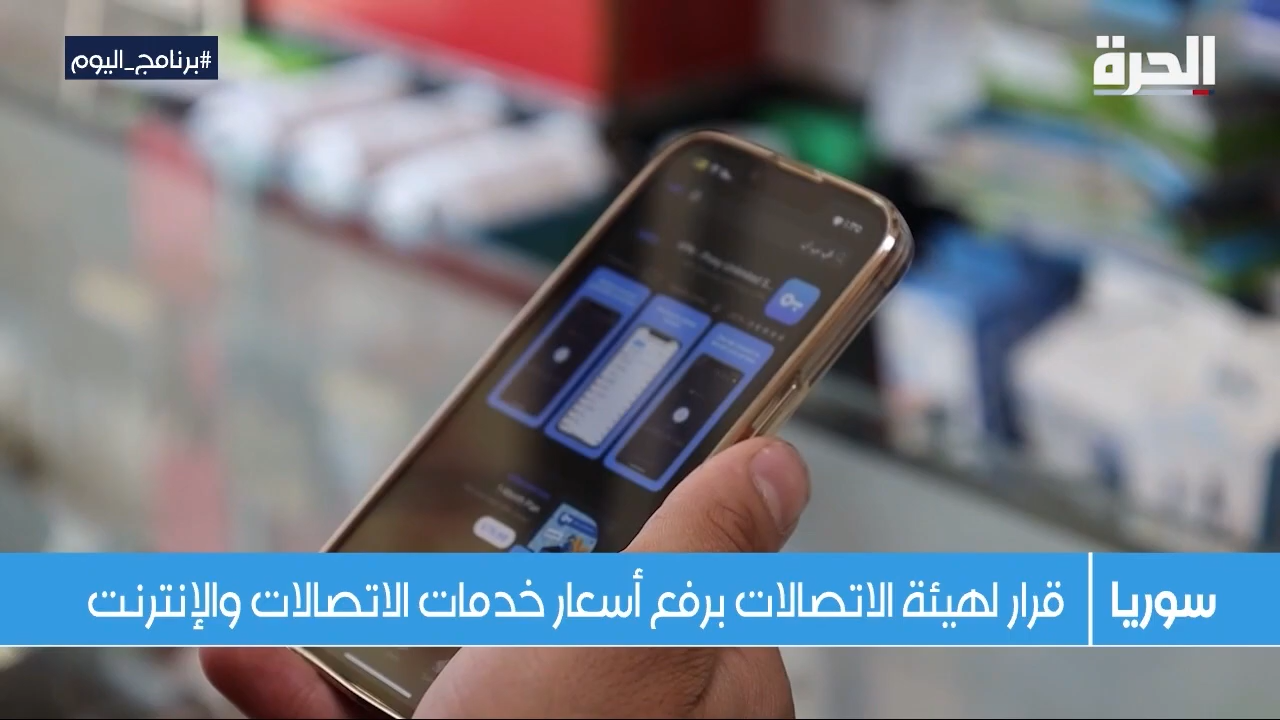 #برنامج_اليوم
الحرة
سوريا
قرار لهيئة الاتصالات برفع أسعار خدمات الاتصالات والإنترنت